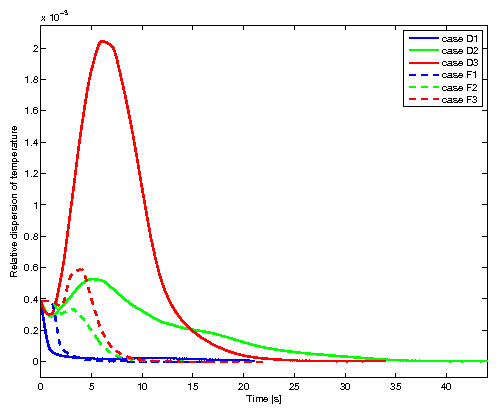 x 10⁻³
2
1.8
1.6
1.4
1.2
1
0.8
0.6
0.4
0.2
0
Relative dispersion of temperature
case D1
case D2
case D3
case F1
case F2
case F3
0 5 10 15 20 25 30 35 40
Time [s]